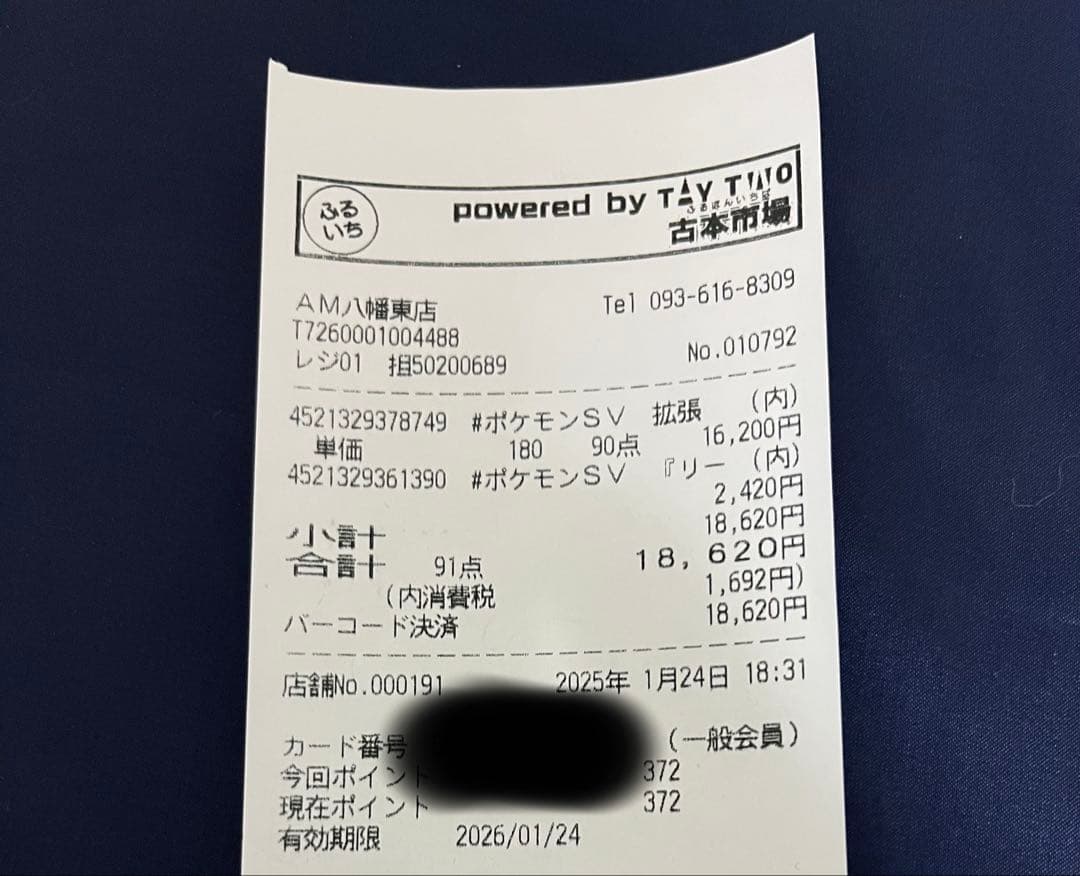 ふる
いち
powered by TAY TWO
ふるほんいちば
古本市場
AM八幡東店 Tel 093-616-8309
T7260001004488
レジ01 担50200689 No.010792
4521329378749 #ポケモンSV 拡張 (内)
単価 180 90点 16,200円
4521329361390 #ポケモンSV 『リー (内)
2,420円
小計 18,620円
合計 91点 18,620円
(内消費税 1,692円)
バーコード決済 18,620円
店舗No.000191 2025年 1月24日 18:31
カード番号 (一般会員)
今回ポイント 372
現在ポイント 372
有効期限 2026/01/24